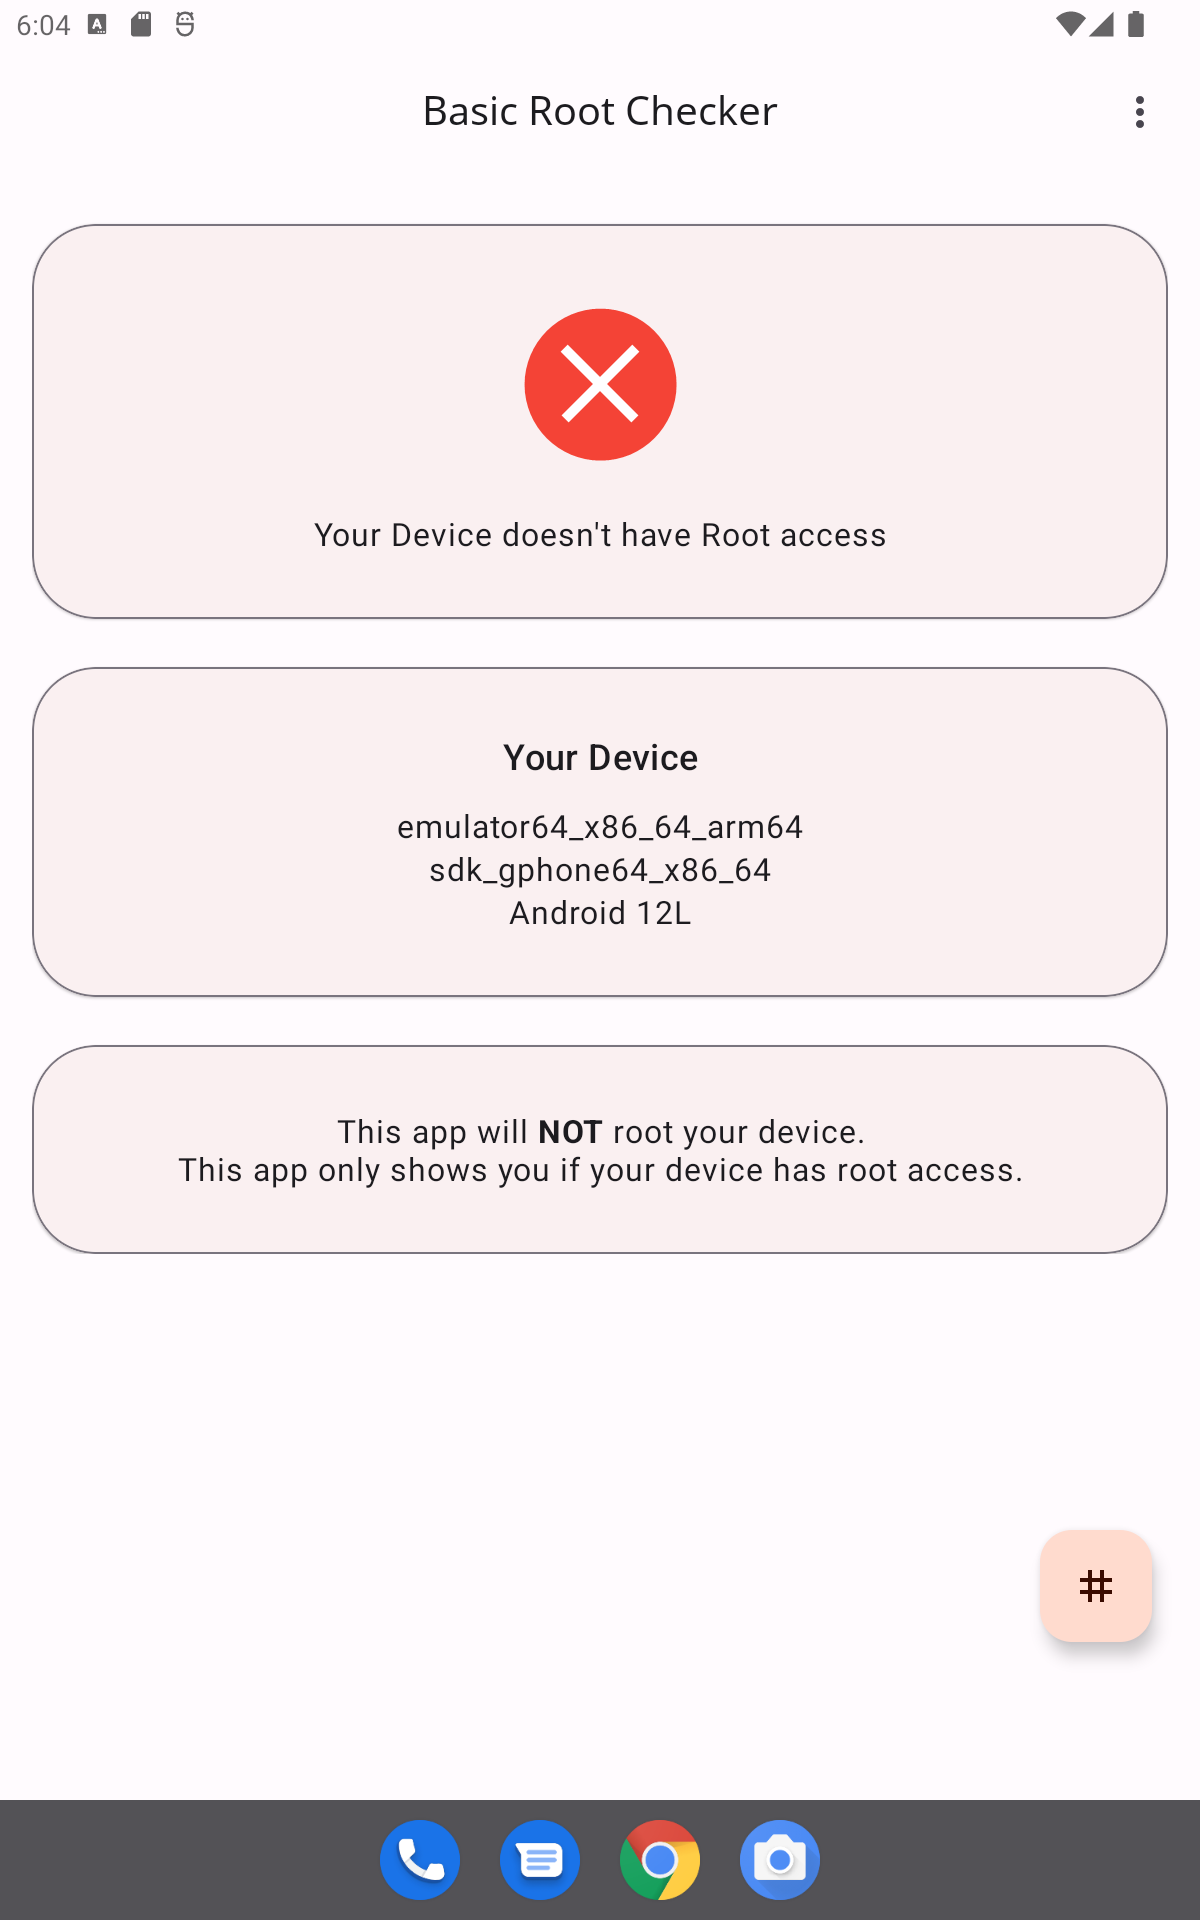 6:04
Basic Root Checker
Your Device doesn't have Root access
Your Device
emulator64_x86_64_arm64
sdk_gphone64_x86_64
Android 12L
This app will NOT root your device.
This app only shows you if your device has root access.
#